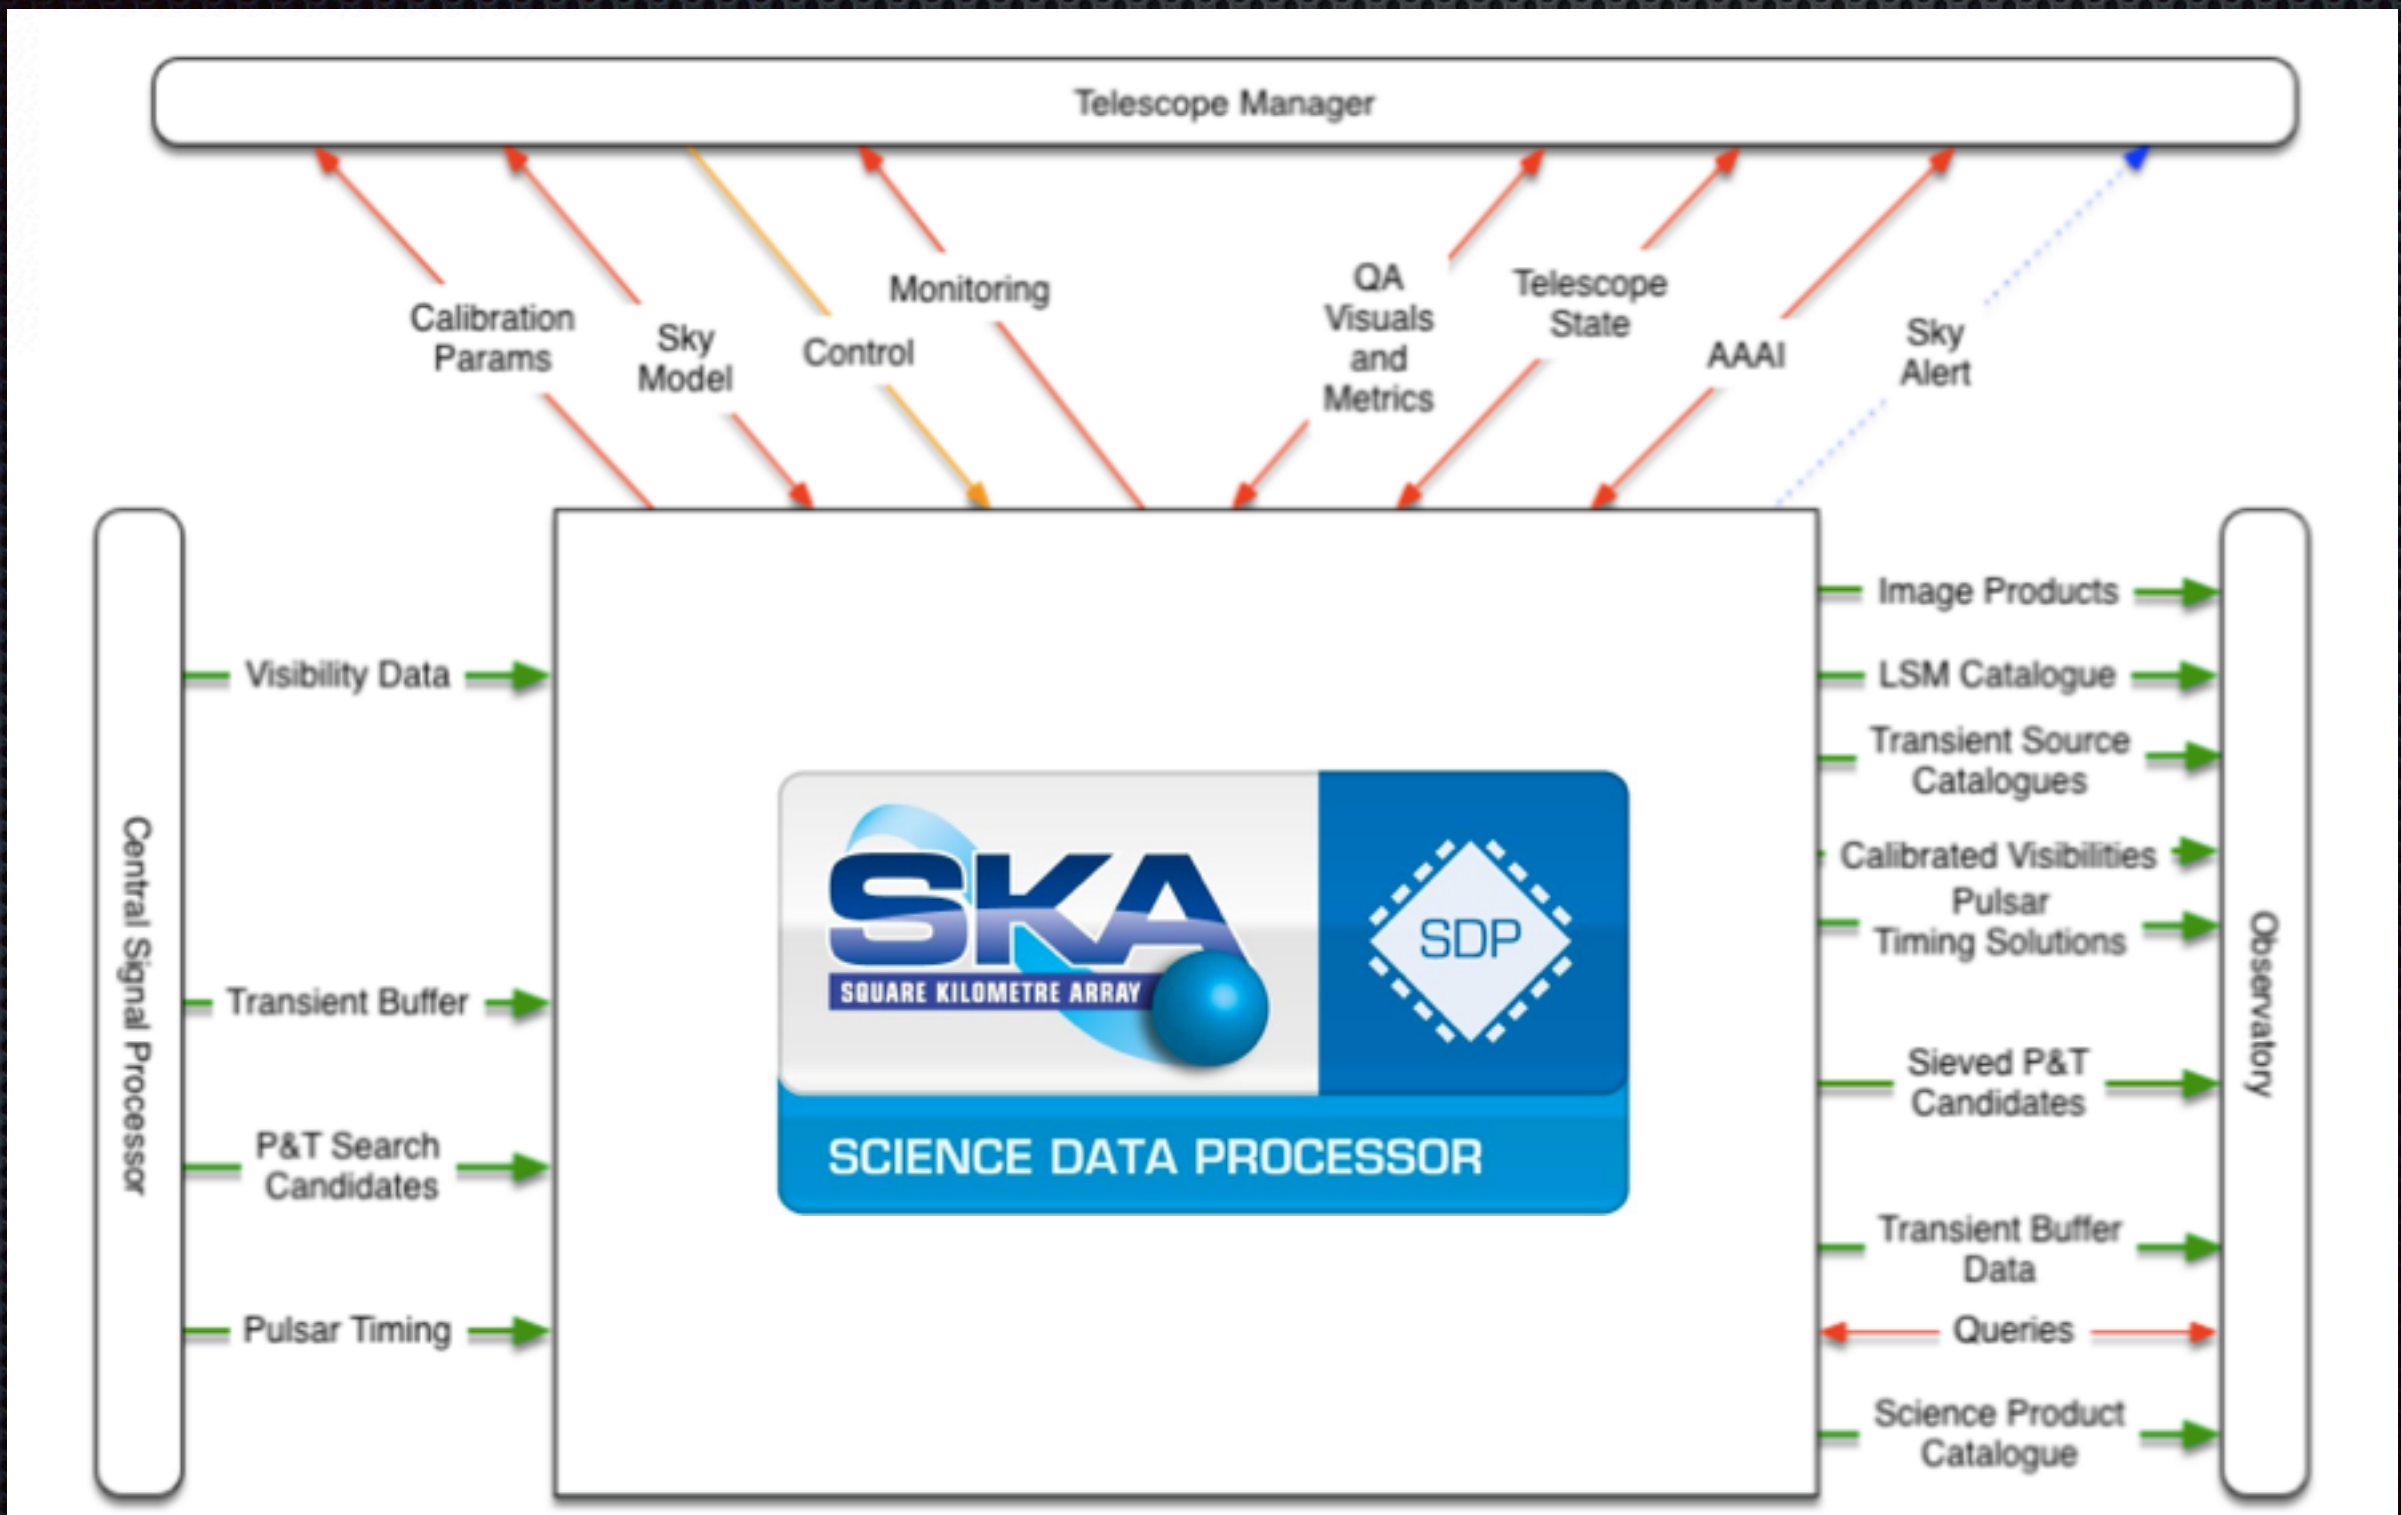 Telescope Manager
Calibration
Params
Sky
Model
Control
Monitoring
QA
Visuals
and
Metrics
Telescope
State
AAAI
Sky
Alert
Central Signal Processor
Visibility Data
Transient Buffer
P&T Search
Candidates
Pulsar Timing
SKA
SQUARE KILOMETRE ARRAY
SDP
SCIENCE DATA PROCESSOR
Image Products
LSM Catalogue
Transient Source
Catalogues
Calibrated Visibilities
Pulsar
Timing Solutions
Sieved P&T
Candidates
Transient Buffer
Data
Queries
Science Product
Catalogue
Observatory